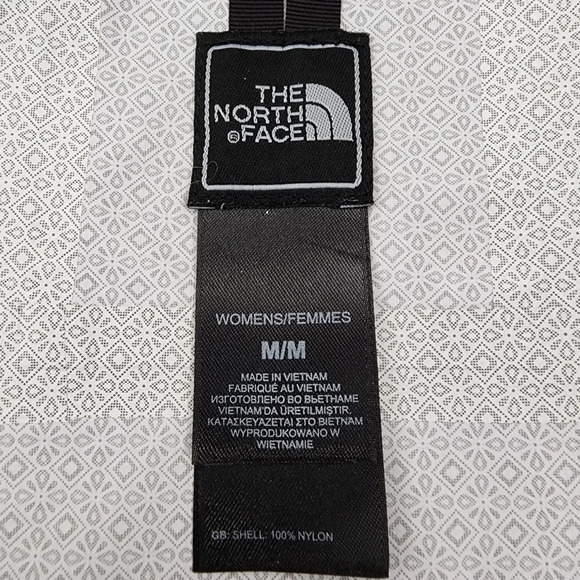 THE
NORTH
®FACE
WOMENS/FEMMES
M/M
MADE IN VIETNAM
FABRIQUÉ AU VIETNAM
ИЗГОТОВЛЕНО ВО ВЬЕТНАМЕ
VIETNAM'DA ÜRETILMIŞTIR.
ΚΑΤΑΣΚΕΥΑΖΕΤΑΙ ΣΤΟ ΒΙΕΤΝΑΜ
WYPRODUKOWANO W
WIETNAMIE
GB: SHELL: 100% NYLON